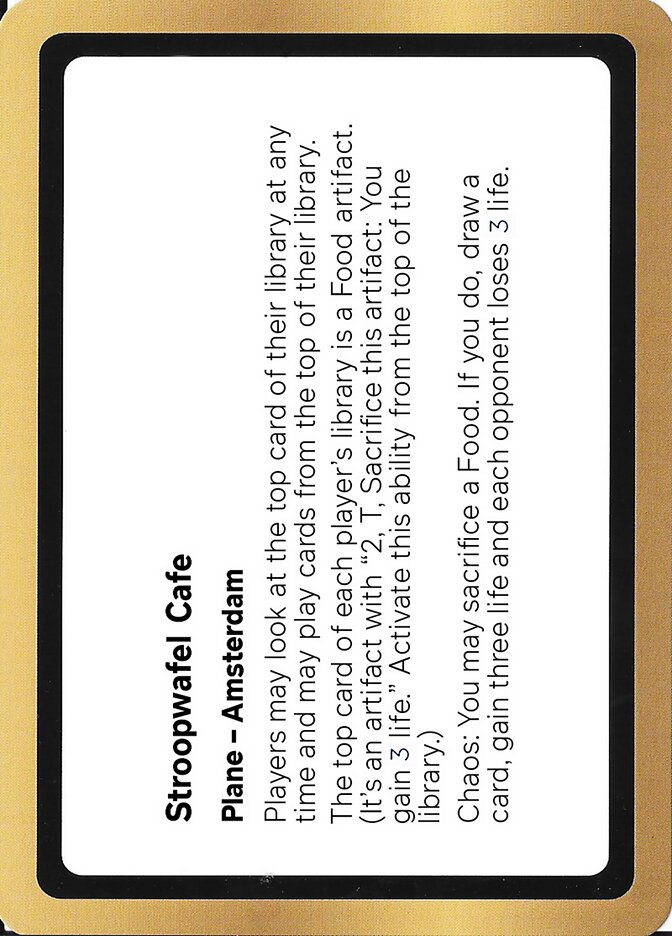 Stroopwafel Cafe
Plane – Amsterdam
Players may look at the top card of their library at any
time and may play cards from the top of their library.
The top card of each player's library is a Food artifact.
(It's an artifact with “2, T, Sacrifice this artifact: You
gain 3 life.” Activate this ability from the top of the
library.)
Chaos: You may sacrifice a Food. If you do, draw a
card, gain three life and each opponent loses 3 life.